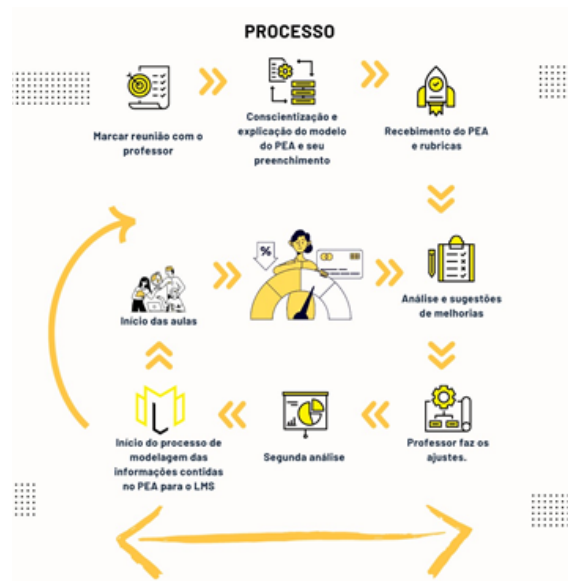 PROCESSO
Marcar reunião com o
professor
Conscientização e
explicação do modelo
do PEA e seu
preenchimento
Recebimento do PEA
e rubricas
%
Início das aulas
Análise e sugestões
de melhorias
Início do processo de
modelagem das
informações contidas
no PEA para o LMS
Segunda análise
Professor faz os
ajustes.